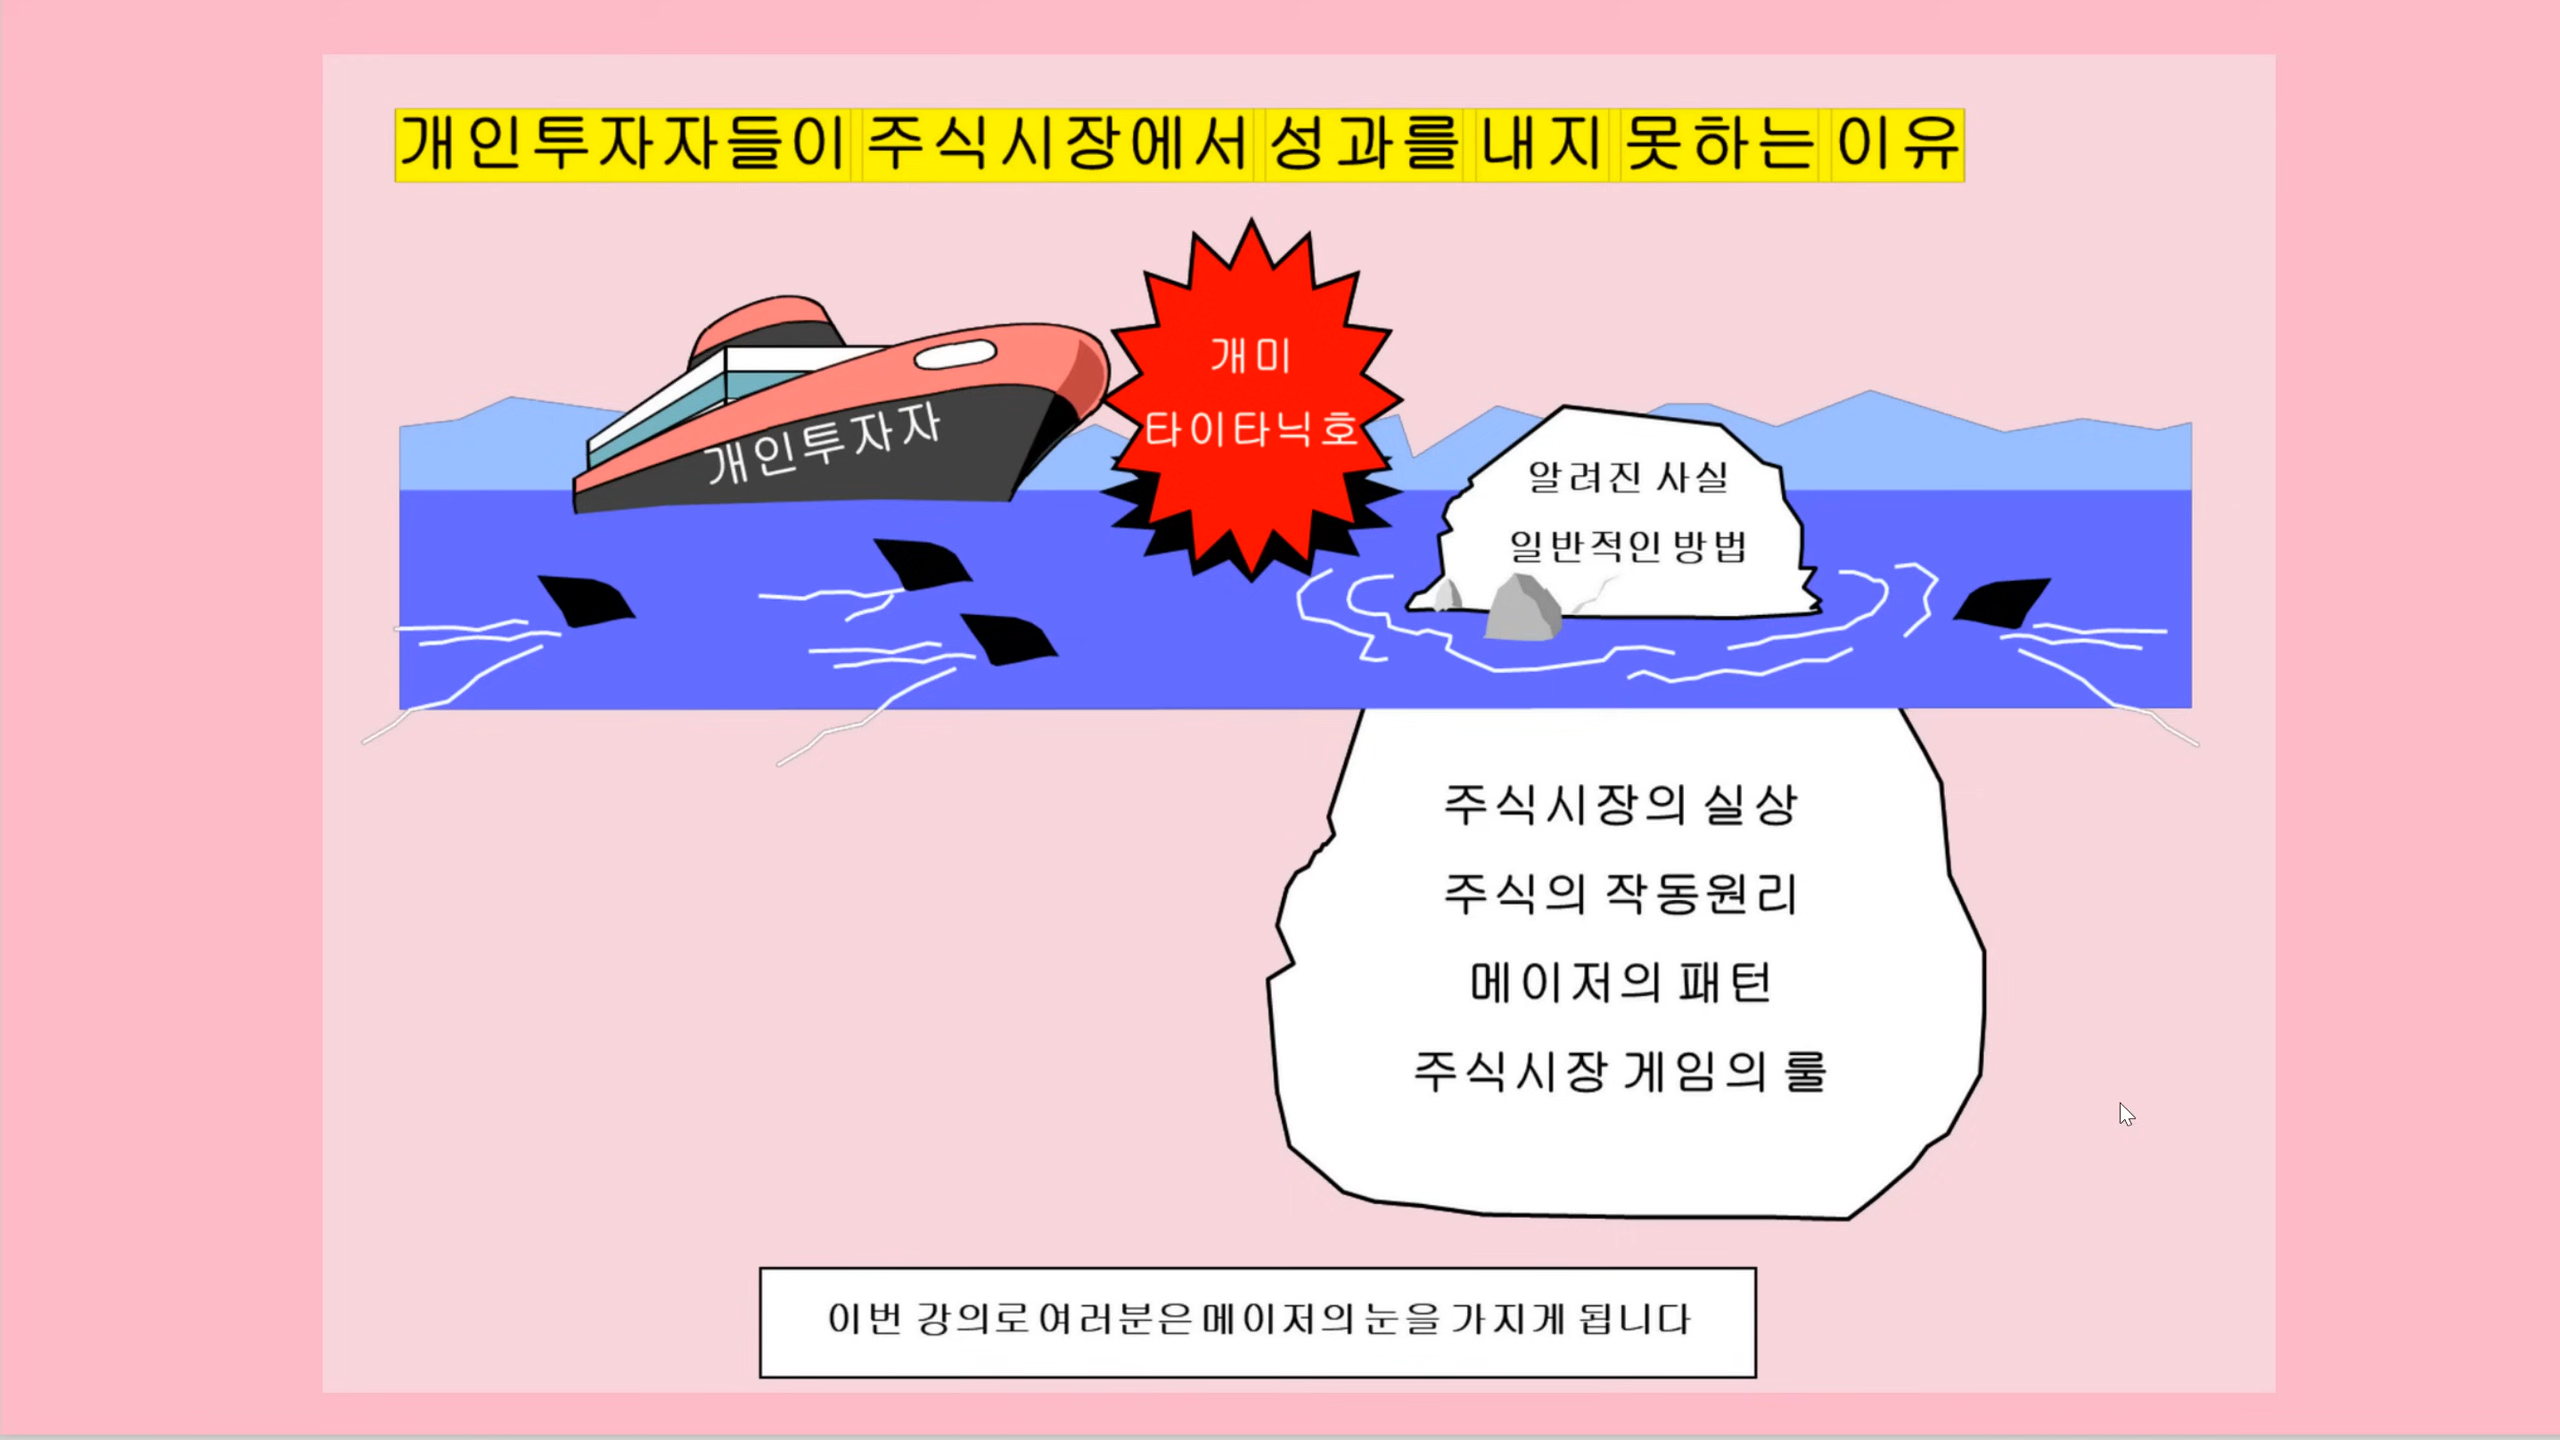 개인투자자들이 주식시장에서 성과를 내지 못하는 이유
개미
타이타닉호
개인투자자
알려진 사실
일반적인 방법
주식시장의 실상
주식의 작동원리
메이저의 패턴
주식시장 게임의 룰
이번 강의로 여러분은 메이저의 눈을 가지게 됩니다